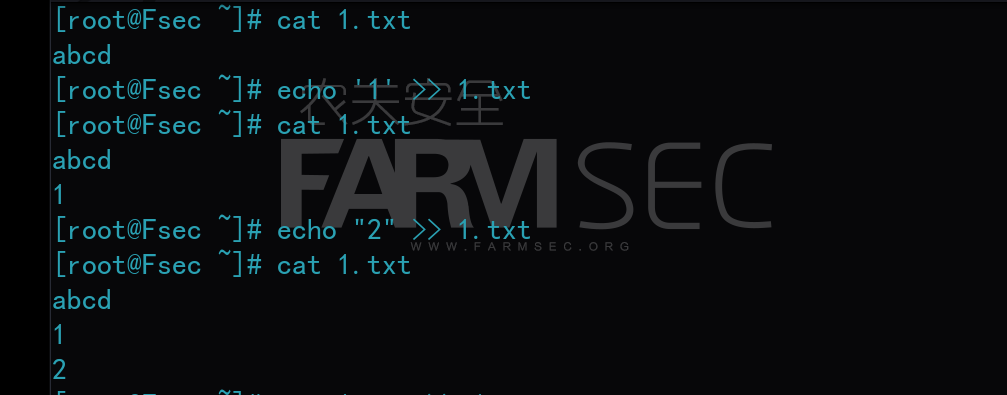 [root@Fsec ~]# cat 1.txt
abcd
[root@Fsec ~]# echo '1' >> 1.txt
[root@Fsec ~]# cat 1.txt
abcd
1
[root@Fsec ~]# echo "2" >> 1.txt
[root@Fsec ~]# cat 1.txt
abcd
1
2
农夫安全
FARMSEC
WWW.FARMSEC.ORG